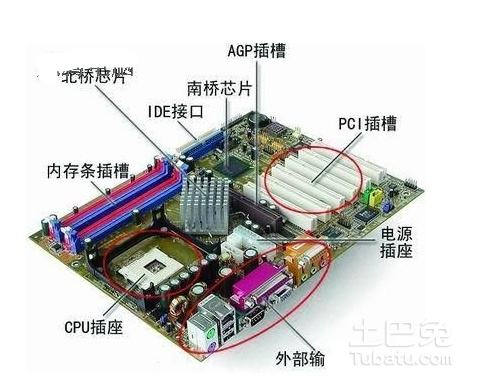 AGP插槽
北桥芯片
南桥芯片
IDE接口
PCI插槽
内存条插槽
电源
插座
CPU插座
外部输
土巴兔
Tubatu.com